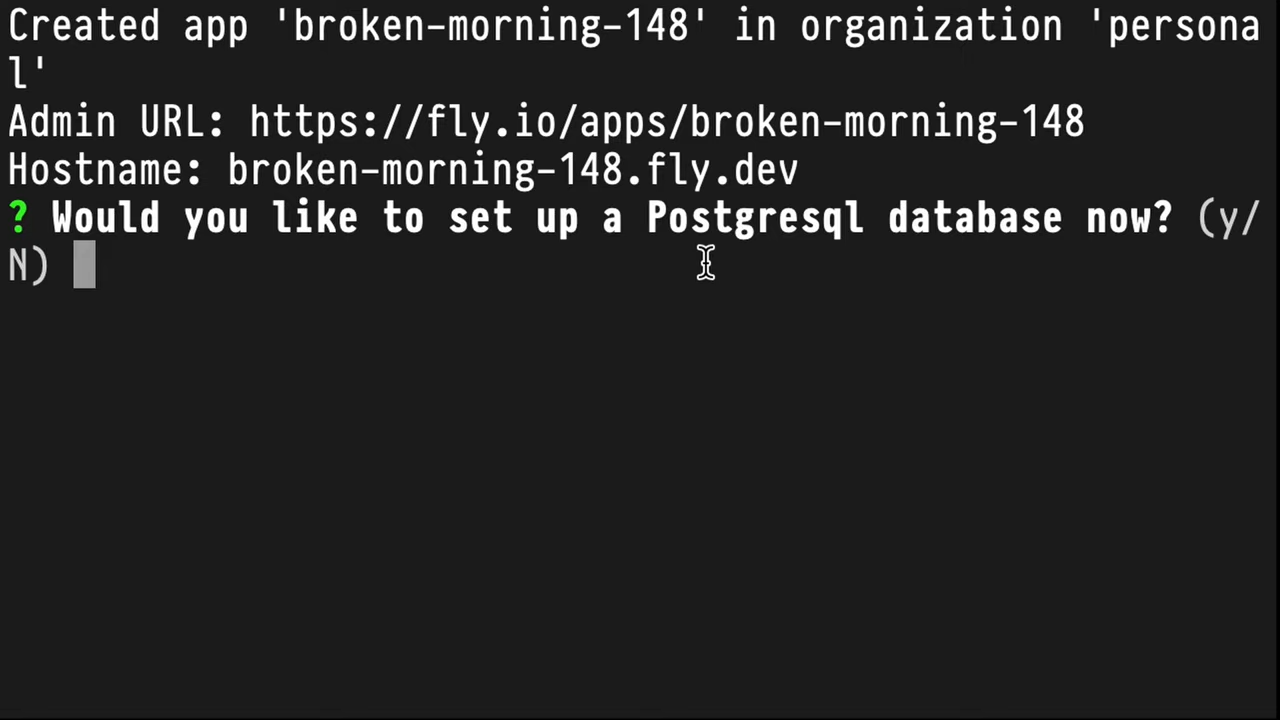 Created app 'broken-morning-148' in organization 'persona
l'
Admin URL: https://fly.io/apps/broken-morning-148
Hostname: broken-morning-148.fly.dev
? Would you like to set up a Postgresql database now? (y/
N)